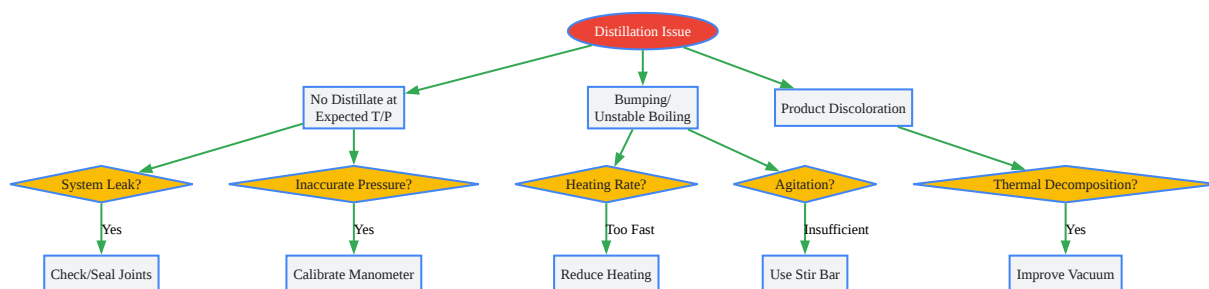 Distillation Issue
No Distillate at
Expected T/P
Bumping/
Unstable Boiling
Product Discoloration
System Leak?
Inaccurate Pressure?
Heating Rate?
Agitation?
Thermal Decomposition?
Yes
Yes
Too Fast
Insufficient
Yes
Check/Seal Joints
Calibrate Manometer
Reduce Heating
Use Stir Bar
Improve Vacuum